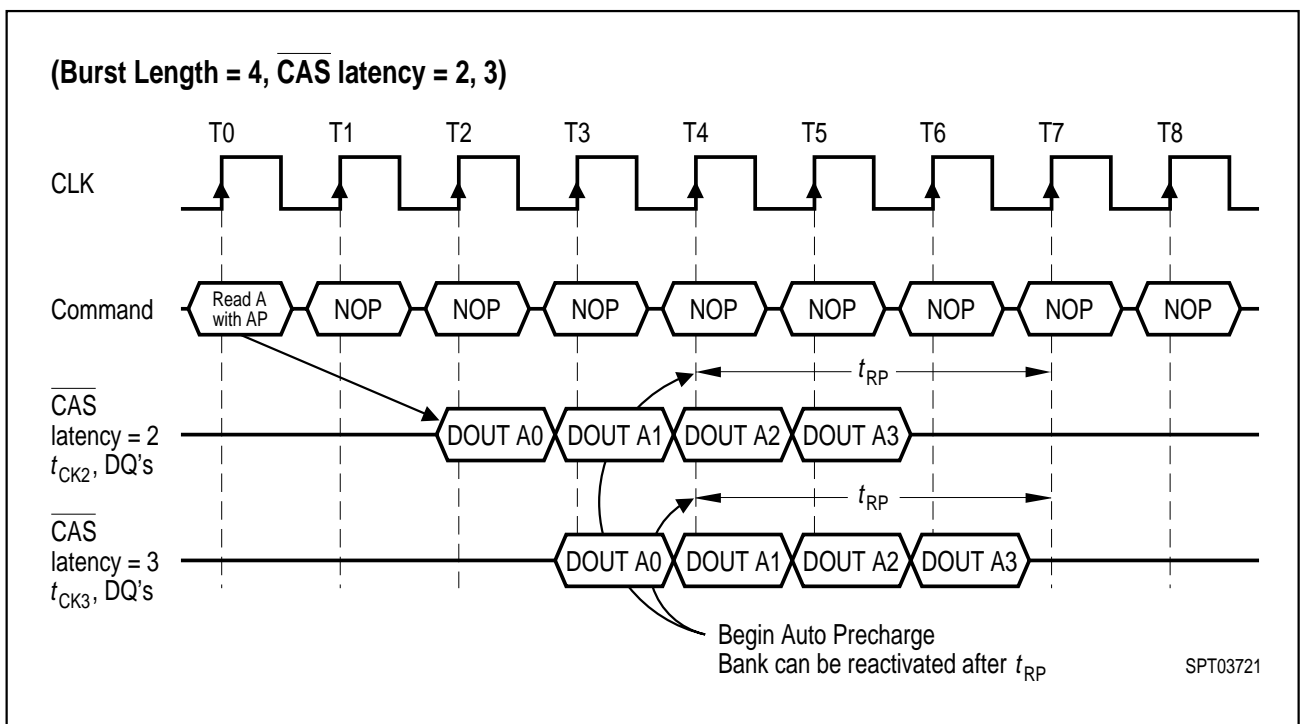 (Burst Length = 4, CAS latency = 2, 3)
T0 T1 T2 T3 T4 T5 T6 T7 T8
CLK
Command
Read A
with AP
NOP NOP NOP NOP NOP NOP NOP NOP
tRP
CAS
latency = 2
tCK2, DQ's
DOUT A0 DOUT A1 DOUT A2 DOUT A3
tRP
CAS
latency = 3
tCK3, DQ's
DOUT A0 DOUT A1 DOUT A2 DOUT A3
Begin Auto Precharge
Bank can be reactivated after tRP
SPT03721